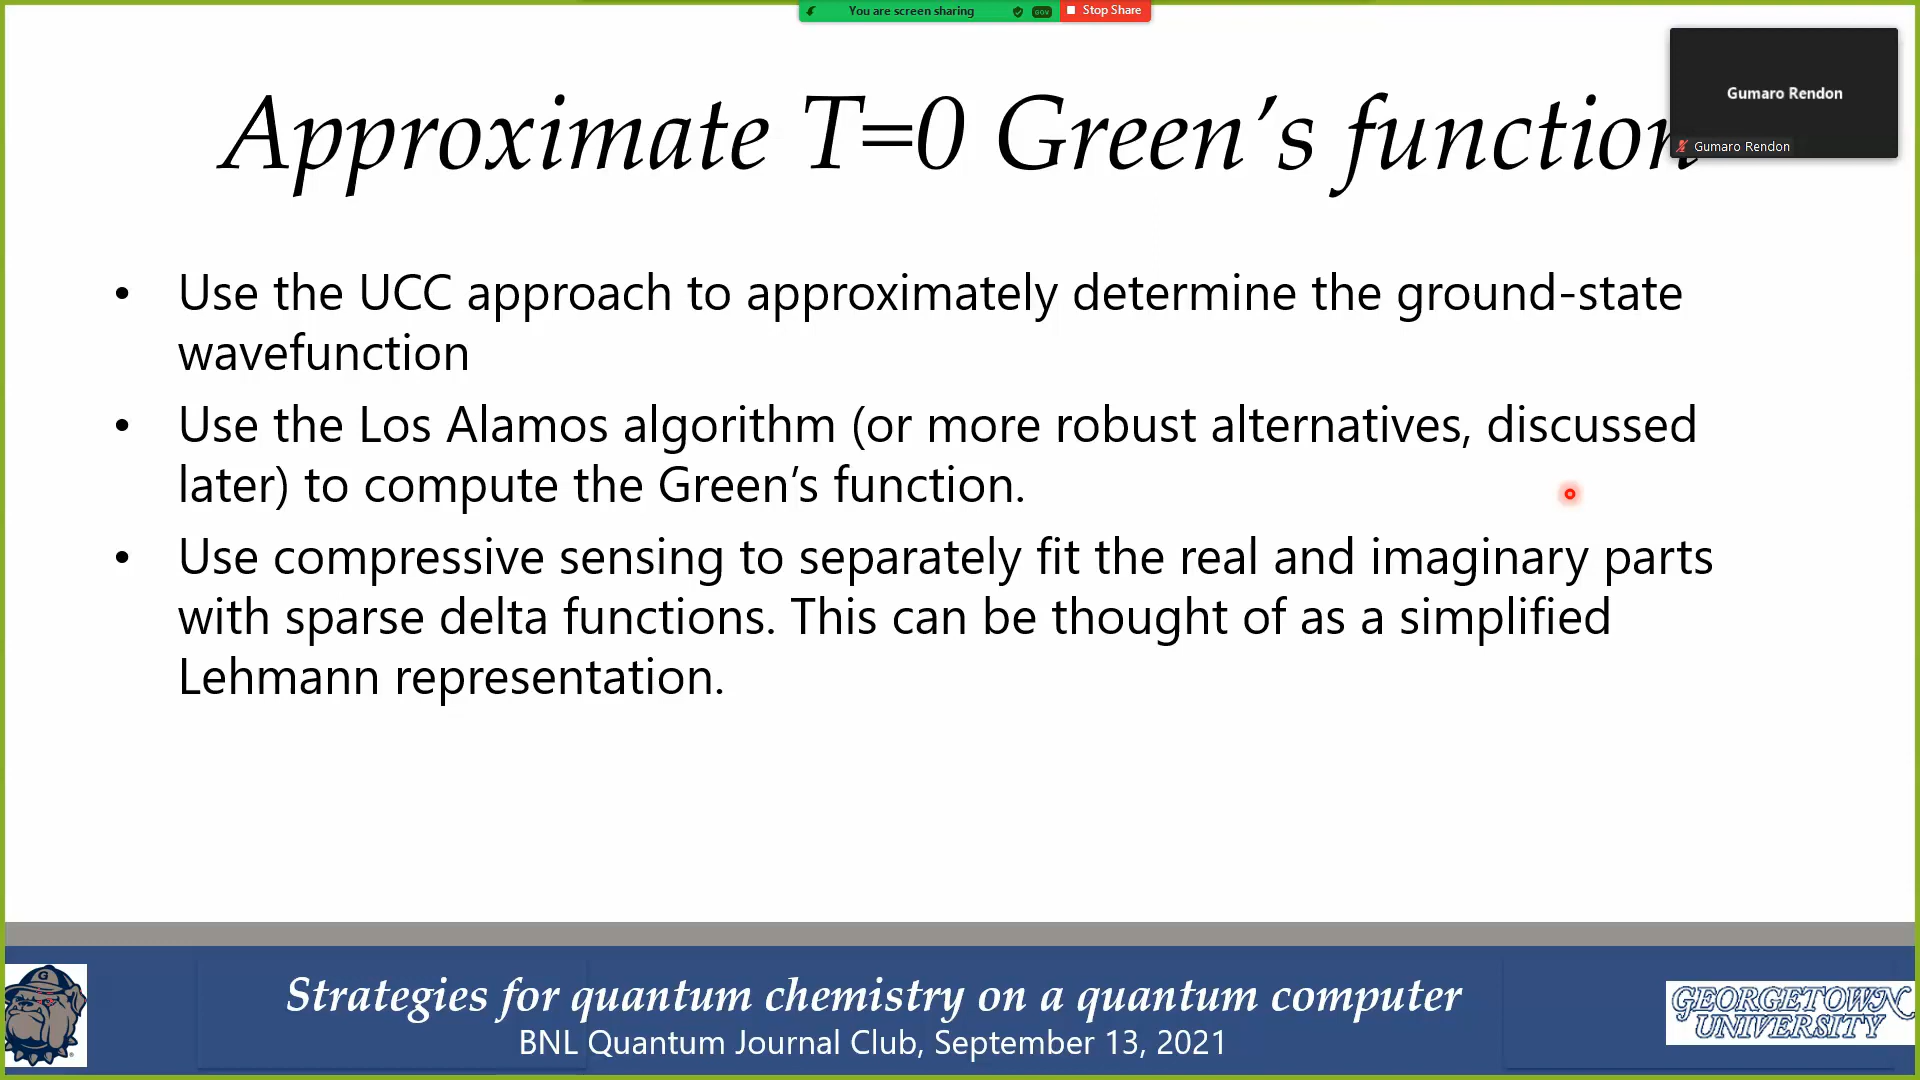 You are screen sharing
GOV
Stop Share
Gumaro Rendon
Gumaro Rendon
Approximate T=0 Green’s function
• Use the UCC approach to approximately determine the ground-state
wavefunction
• Use the Los Alamos algorithm (or more robust alternatives, discussed
later) to compute the Green’s function.
• Use compressive sensing to separately fit the real and imaginary parts
with sparse delta functions. This can be thought of as a simplified
Lehmann representation.
Strategies for quantum chemistry on a quantum computer
BNL Quantum Journal Club, September 13, 2021
G
GEORGETOWN
UNIVERSITY